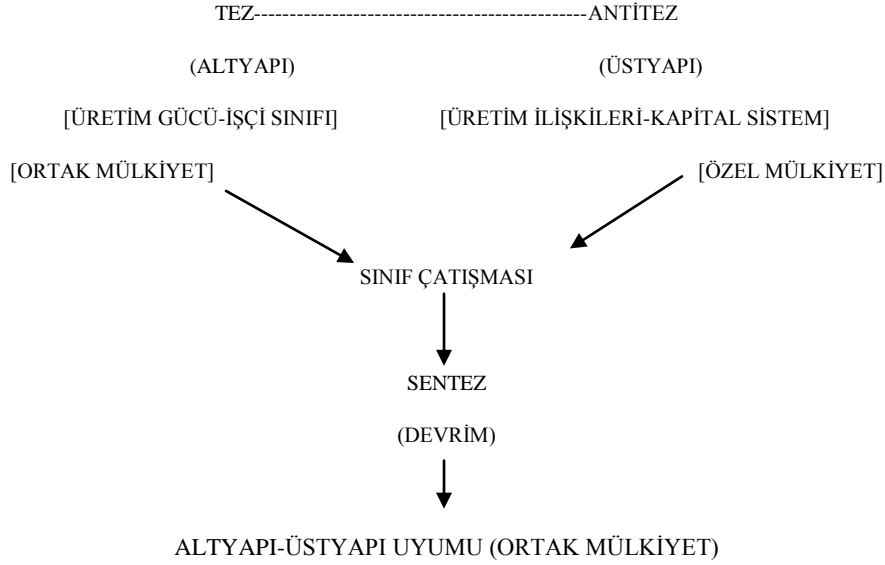 TEZ-----------------------------------------------ANTİTEZ
(ALTYAPI) (ÜSTYAPI)
[ÜRETİM GÜCÜ-İŞÇİ SINIFI] [ÜRETİM İLİŞKİLERİ-KAPİTAL SİSTEM]
[ORTAK MÜLKİYET] [ÖZEL MÜLKİYET]
SINIF ÇATIŞMASI
SENTEZ
(DEVRİM)
ALTYAPI-ÜSTYAPI UYUMU (ORTAK MÜLKİYET)